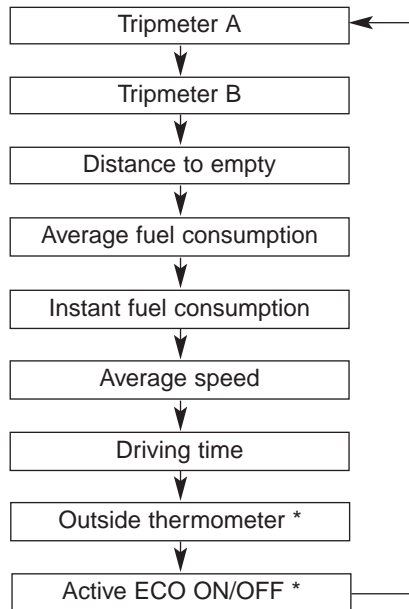 Tripmeter A
Tripmeter B
Distance to empty
Average fuel consumption
Instant fuel consumption
Average speed
Driving time
Outside thermometer *
Active ECO ON/OFF *